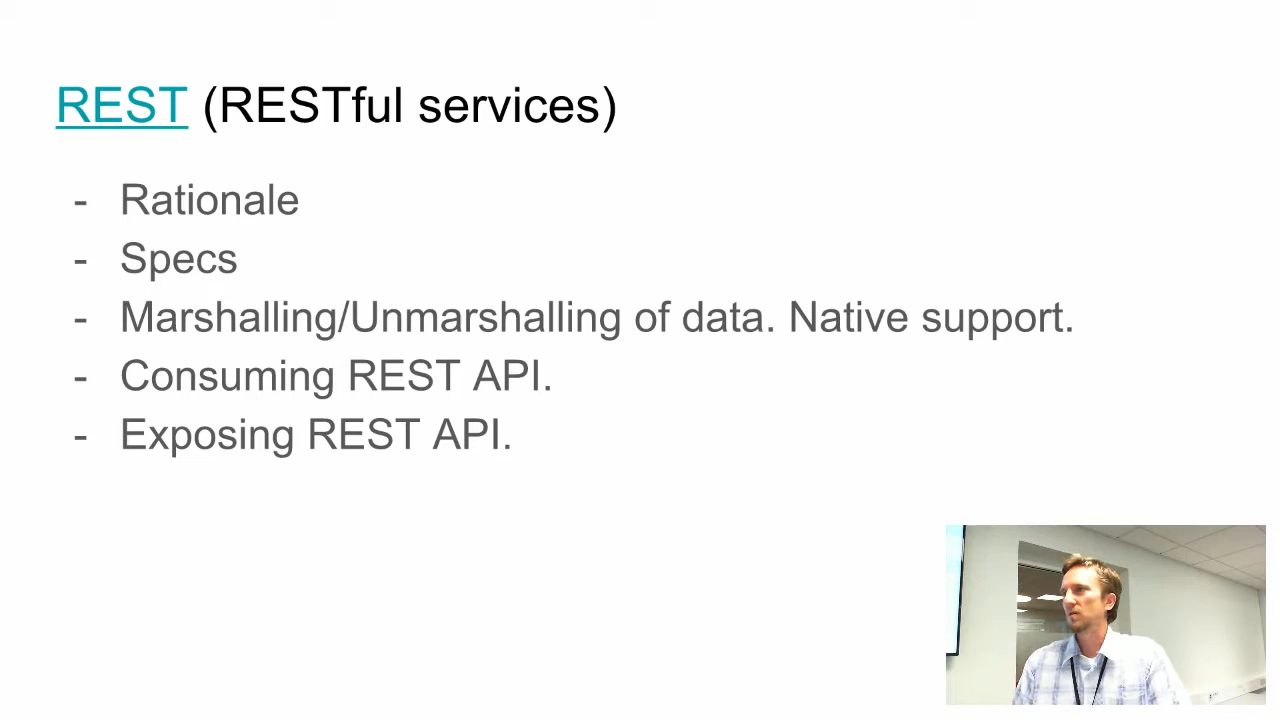 REST (RESTful services)
- Rationale
- Specs
- Marshalling/Unmarshalling of data. Native support.
- Consuming REST API.
- Exposing REST API.